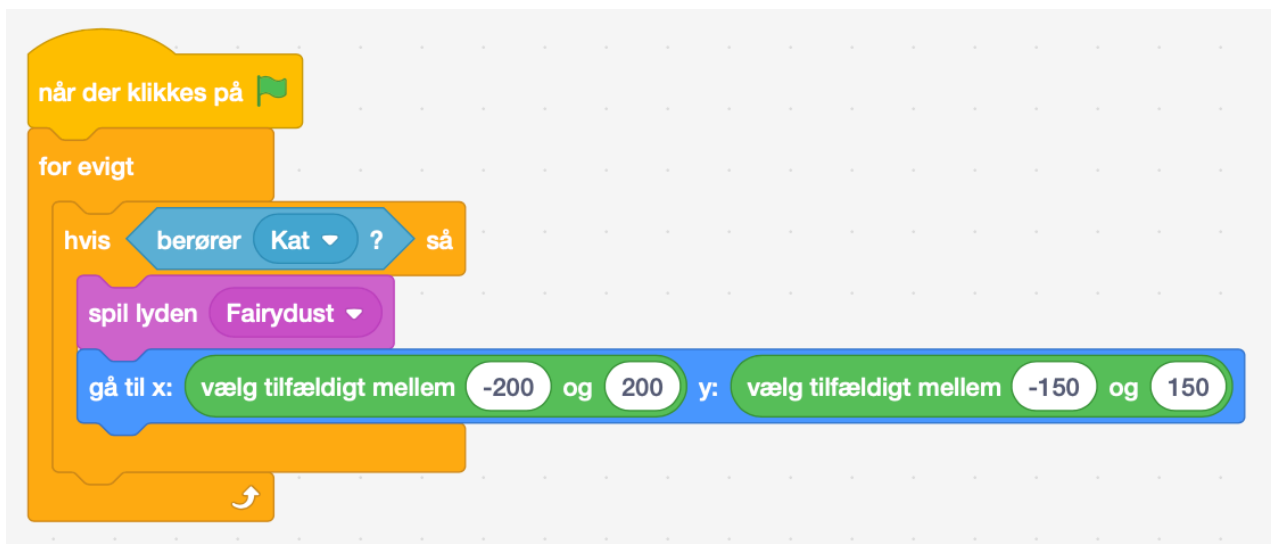 når der klikkes på
for evigt
hvis berører Kat ? så
spil lyden Fairydust
gå til x: vælg tilfældigt mellem -200 og 200 y: vælg tilfældigt mellem -150 og 150